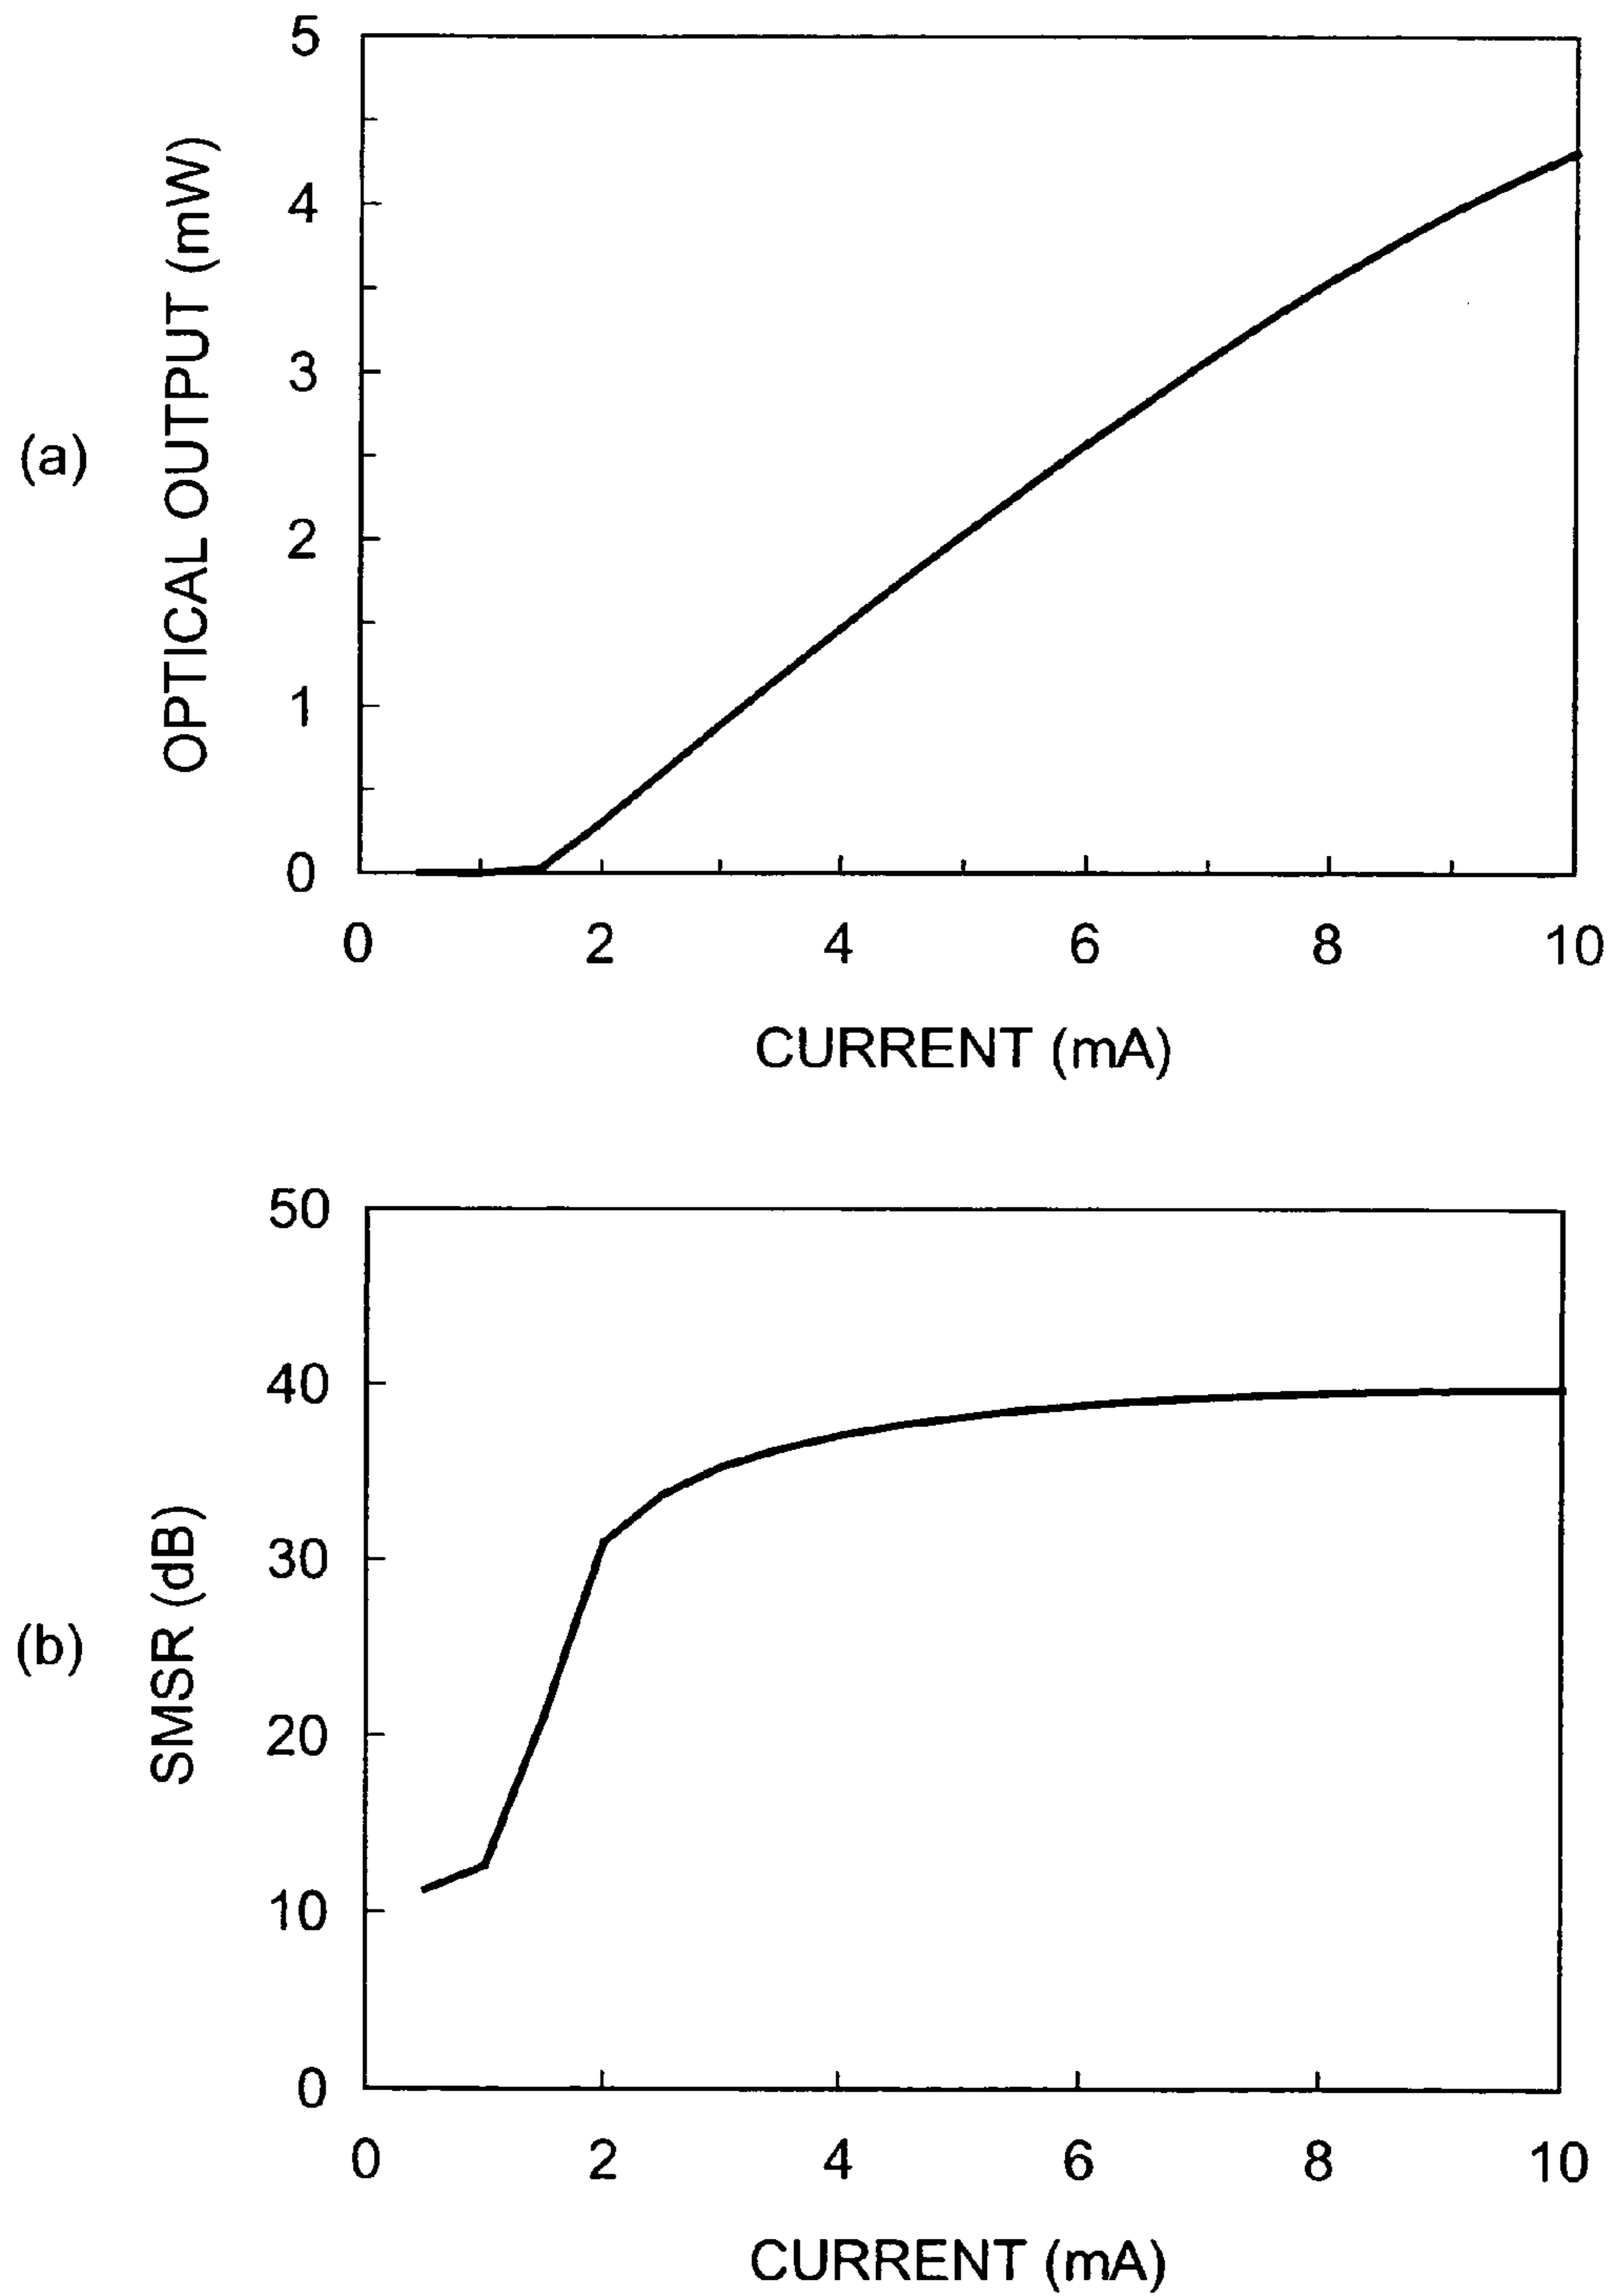 (a)
OPTICAL OUTPUT (mW)
5
4
3
2
1
0
0 2 4 6 8 10
CURRENT (mA)
(b)
SMSR (dB)
50
40
30
20
10
0
0 2 4 6 8 10
CURRENT (mA)